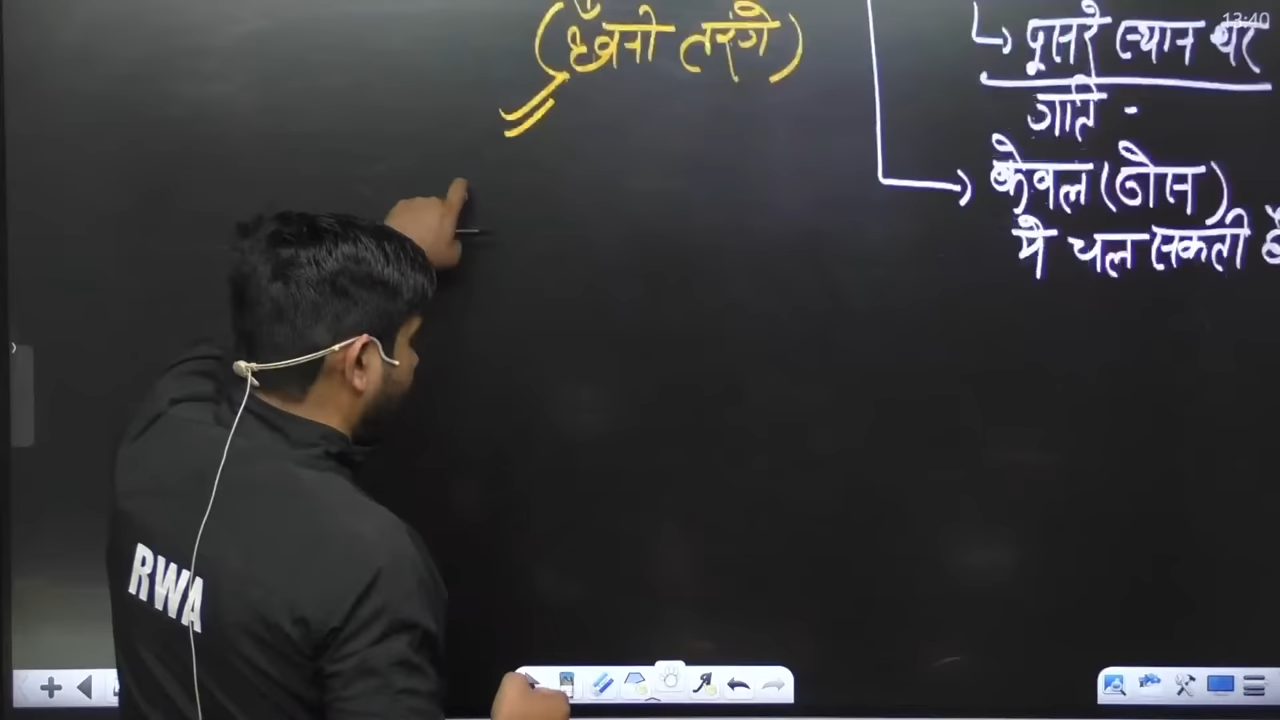 (ध्वनी तरंगे)
13:40
दूसरे स्थान पर
गति -
केवल (ठोस)
में चल सकती है
RWA